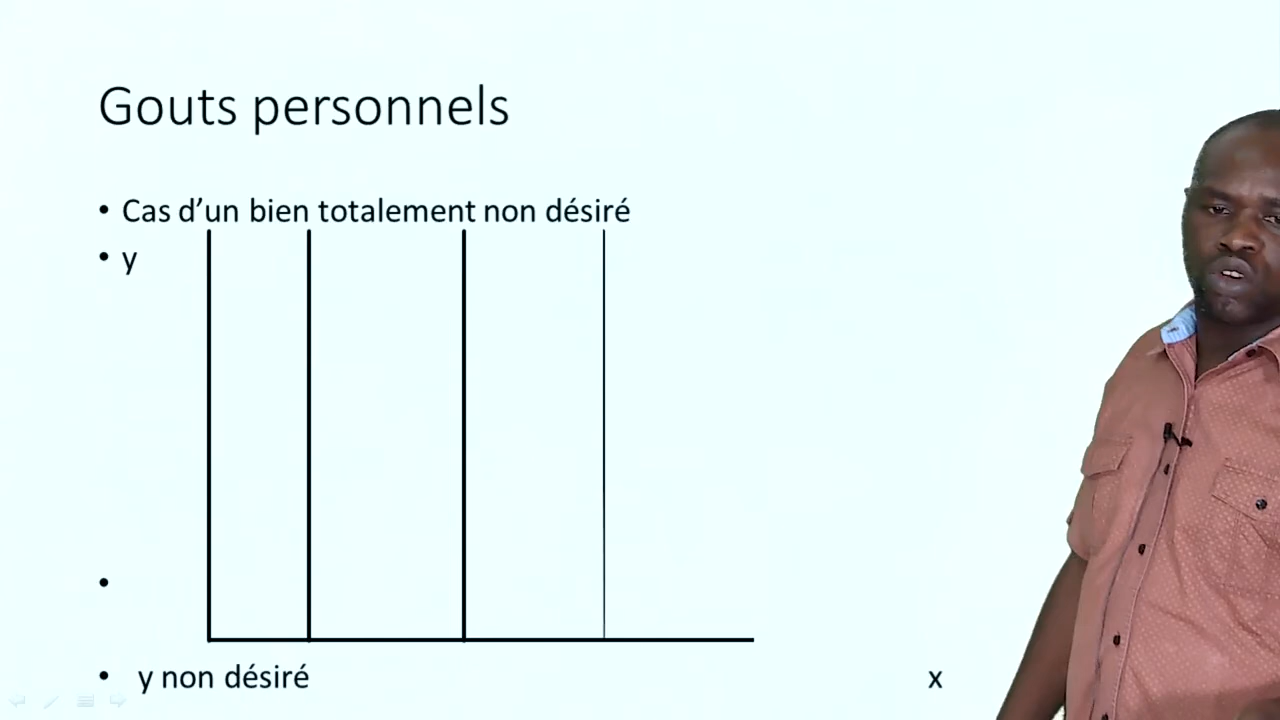 Gouts personnels
• Cas d’un bien totalement non désiré
• y
•
• y non désiré x